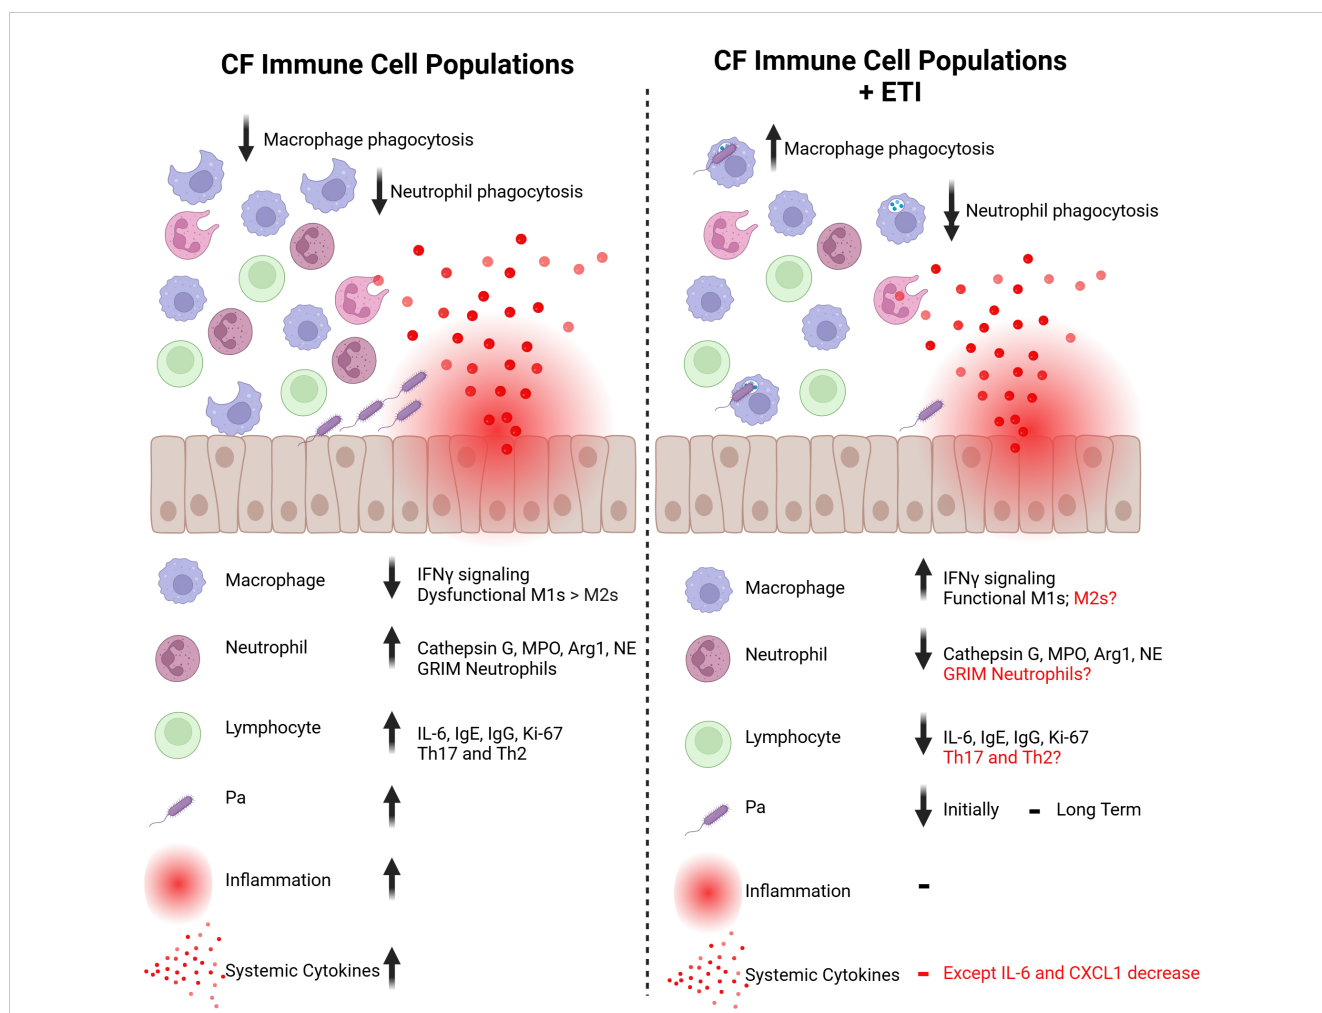 CF Immune Cell Populations
Macrophage phagocytosis
Neutrophil phagocytosis
Macrophage
IFNγ signaling
Dysfunctional M1s > M2s
Neutrophil
Cathepsin G, MPO, Arg1, NE
GRIM Neutrophils
Lymphocyte
IL-6, IgE, IgG, Ki-67
Th17 and Th2
Pa
Inflammation
Systemic Cytokines
CF Immune Cell Populations
+ ETI
Macrophage phagocytosis
Neutrophil phagocytosis
Macrophage
IFNγ signaling
Functional M1s; M2s?
Neutrophil
Cathepsin G, MPO, Arg1, NE
GRIM Neutrophils?
Lymphocyte
IL-6, IgE, IgG, Ki-67
Th17 and Th2?
Pa
Initially - Long Term
Inflammation -
Systemic Cytokines - Except IL-6 and CXCL1 decrease